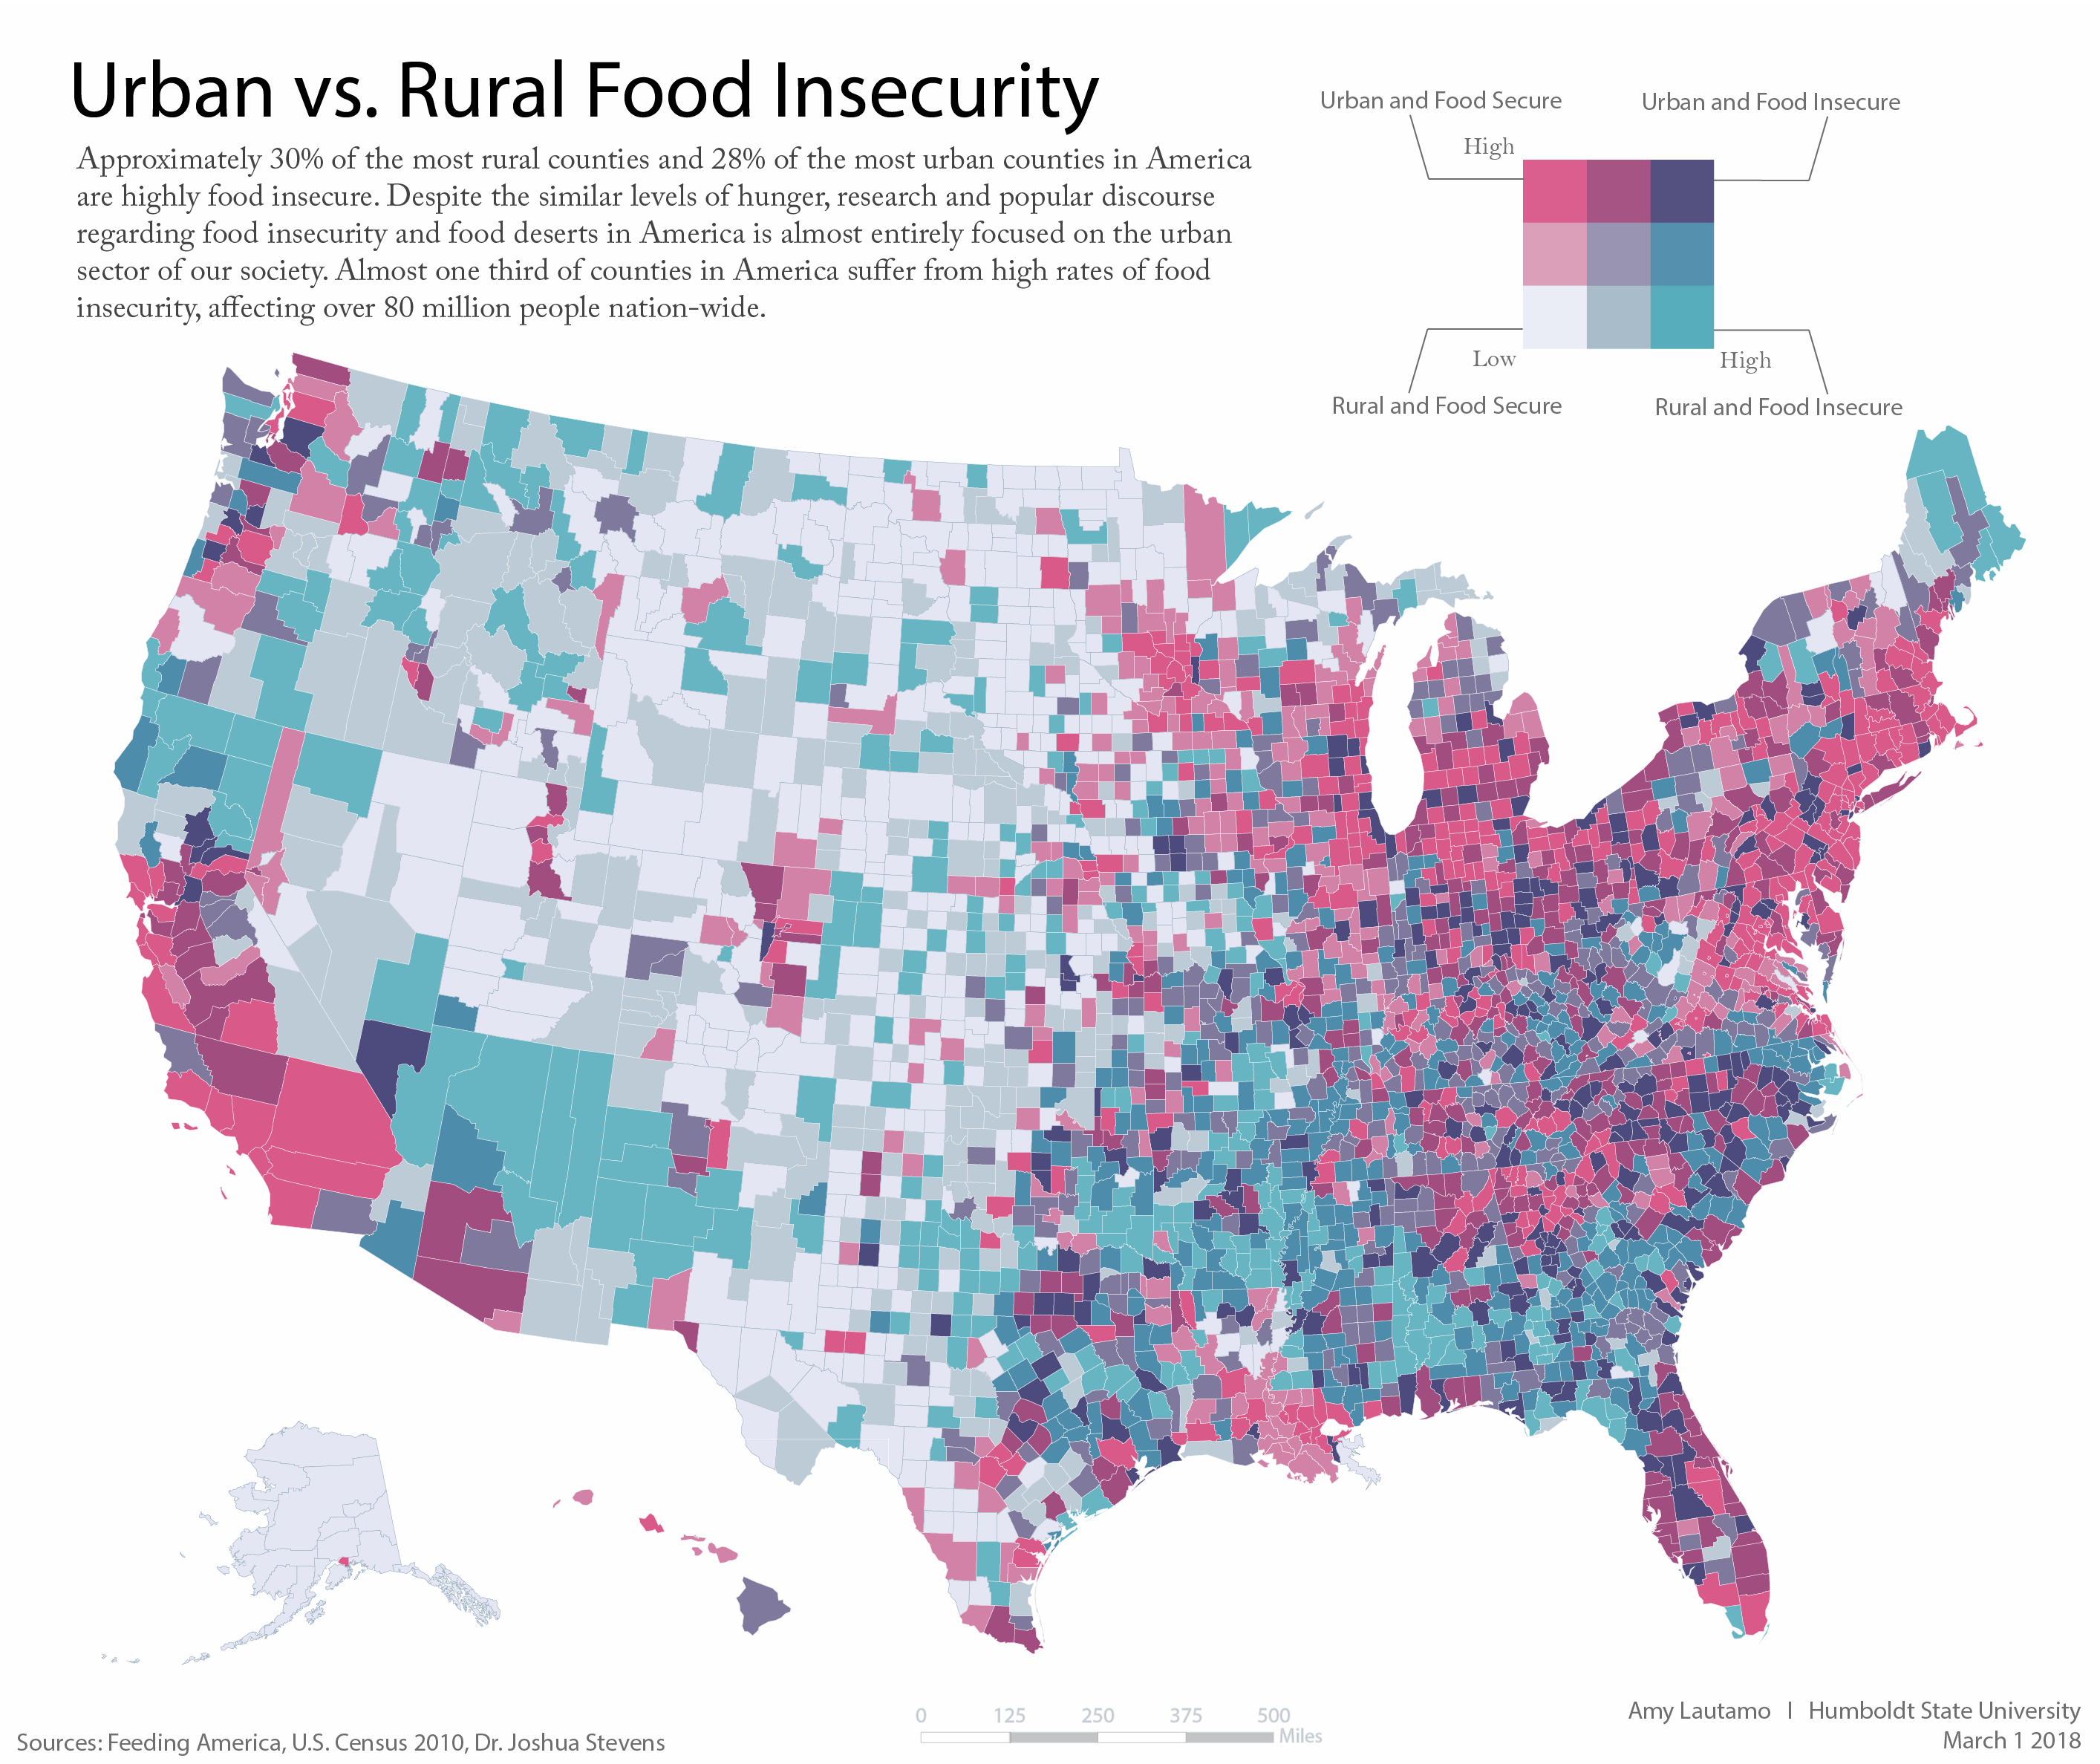 Urban vs. Rural Food Insecurity
Approximately 30% of the most rural counties and 28% of the most urban counties in America
are highly food insecure. Despite the similar levels of hunger, research and popular discourse
regarding food insecurity and food deserts in America is almost entirely focused on the urban
sector of our society. Almost one third of counties in America suffer from high rates of food
insecurity, affecting over 80 million people nation-wide.
Urban and Food Secure
Urban and Food Insecure
High
Low
High
Rural and Food Secure
Rural and Food Insecure
0 125 250 375 500
Miles
Sources: Feeding America, U.S. Census 2010, Dr. Joshua Stevens
Amy Lautamo I Humboldt State University
March 1 2018